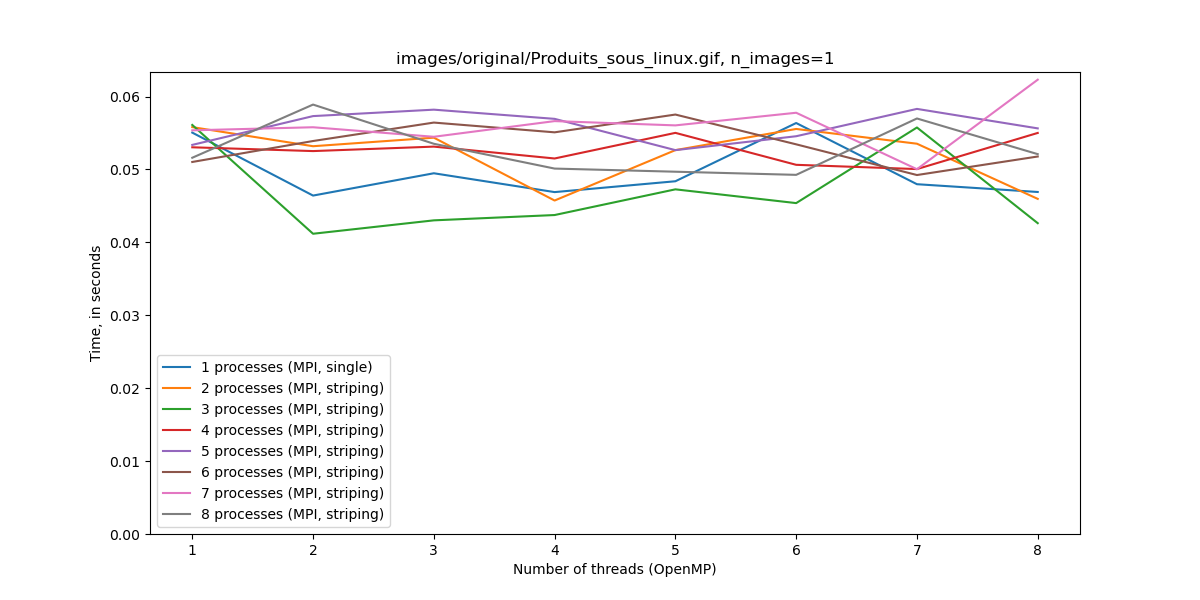 images/original/Produits_sous_linux.gif, n_images=1
Time, in seconds
0.06
0.05
0.04
0.03
0.02
0.01
0.00
1 processes (MPI, single)
2 processes (MPI, striping)
3 processes (MPI, striping)
4 processes (MPI, striping)
5 processes (MPI, striping)
6 processes (MPI, striping)
7 processes (MPI, striping)
8 processes (MPI, striping)
1 2 3 4 5 6 7 8
Number of threads (OpenMP)